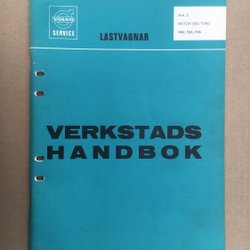 VOLVO
SERVICE
LASTVAGNAR
VERKSTADS
HANDBOK